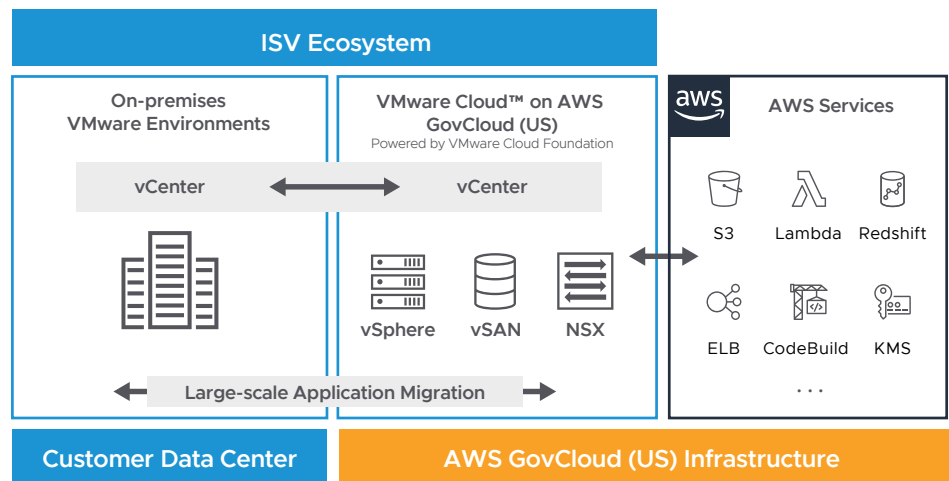 ISV Ecosystem
On-premises
VMware Environments
VMware Cloud™ on AWS
GovCloud (US)
Powered by VMware Cloud Foundation
aws
AWS Services
vCenter
vCenter
S3
Lambda
Redshift
vSphere
vSAN
NSX
ELB
CodeBuild
KMS
...
Large-scale Application Migration
Customer Data Center
AWS GovCloud (US) Infrastructure